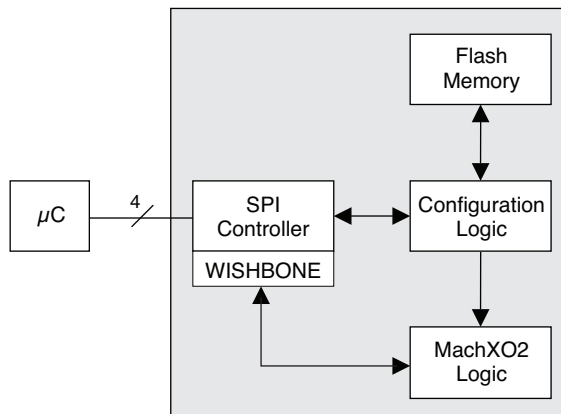 Flash
Memory
4
µC
SPI
Controller
WISHBONE
Configuration
Logic
MachXO2
Logic